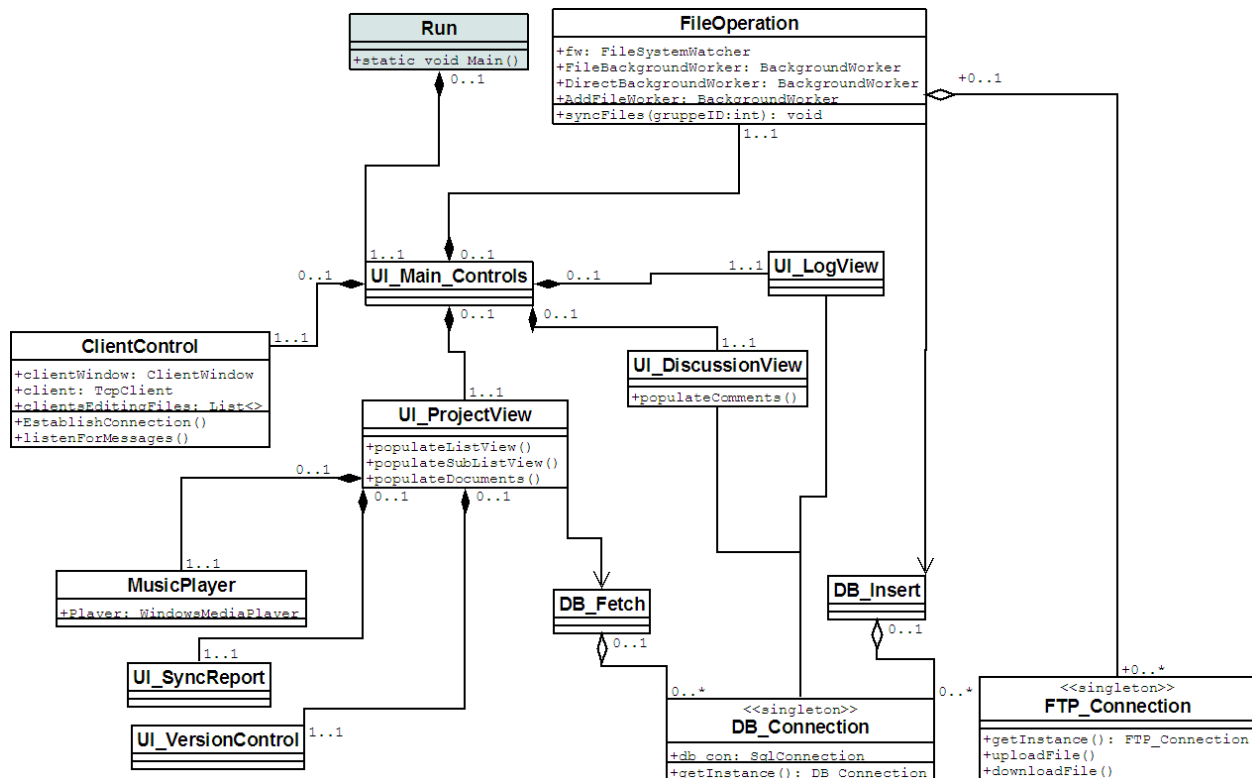 Run
+static void Main()
0..1
FileOperation
+fw: FileSystemWatcher
+FileBackgroundWorker: BackgroundWorker
+DirectBackgroundWorker: BackgroundWorker
+AddFileWorker: BackgroundWorker
+syncFiles(gruppeID:int): void
1..1
+0..1
1..1
0..1
UI_Main_Controls
0..1
0..1
1..1
UI_LogView
0..1
0..1
1..1
UI_DiscussionView
+populateComments()
1..1
ClientControl
+clientWindow: ClientWindow
+client: TcpClient
+clientsEditingFiles: List<>
+EstablishConnection()
+listenForMessages()
1..1
UI_ProjectView
+populateListView()
+populateSubListView()
+populateDocuments()
0..1
0..1
0..1
1..1
MusicPlayer
+Player: WindowsMediaPlayer
1..1
UI_SyncReport
1..1
UI_VersionControl
DB_Fetch
0..1
0..*
DB_Insert
0..1
0..*
<<singleton>>
DB_Connection
+db_con: SqlConnection
+getInstance(): DB_Connection
+0..*
<<singleton>>
FTP_Connection
+getInstance(): FTP_Connection
+uploadFile()
+downloadFile()